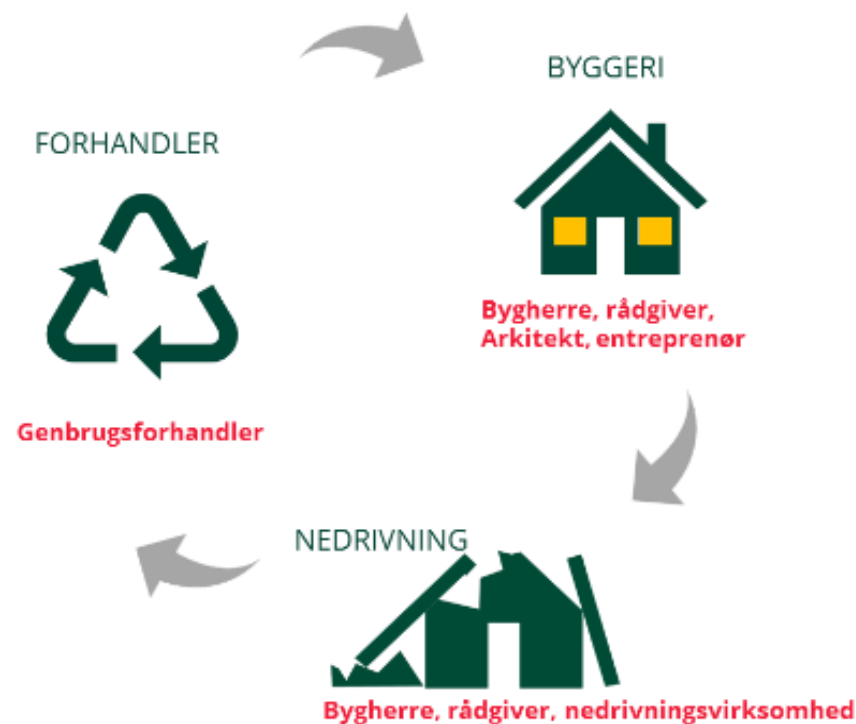 BYGGERI
FORHANDLER
Bygherre, rådgiver,
Arkitekt, entreprenør
Genbrugsforhandler
NEDRIVNING
Bygherre, rådgiver, nedrivningsvirksomhed